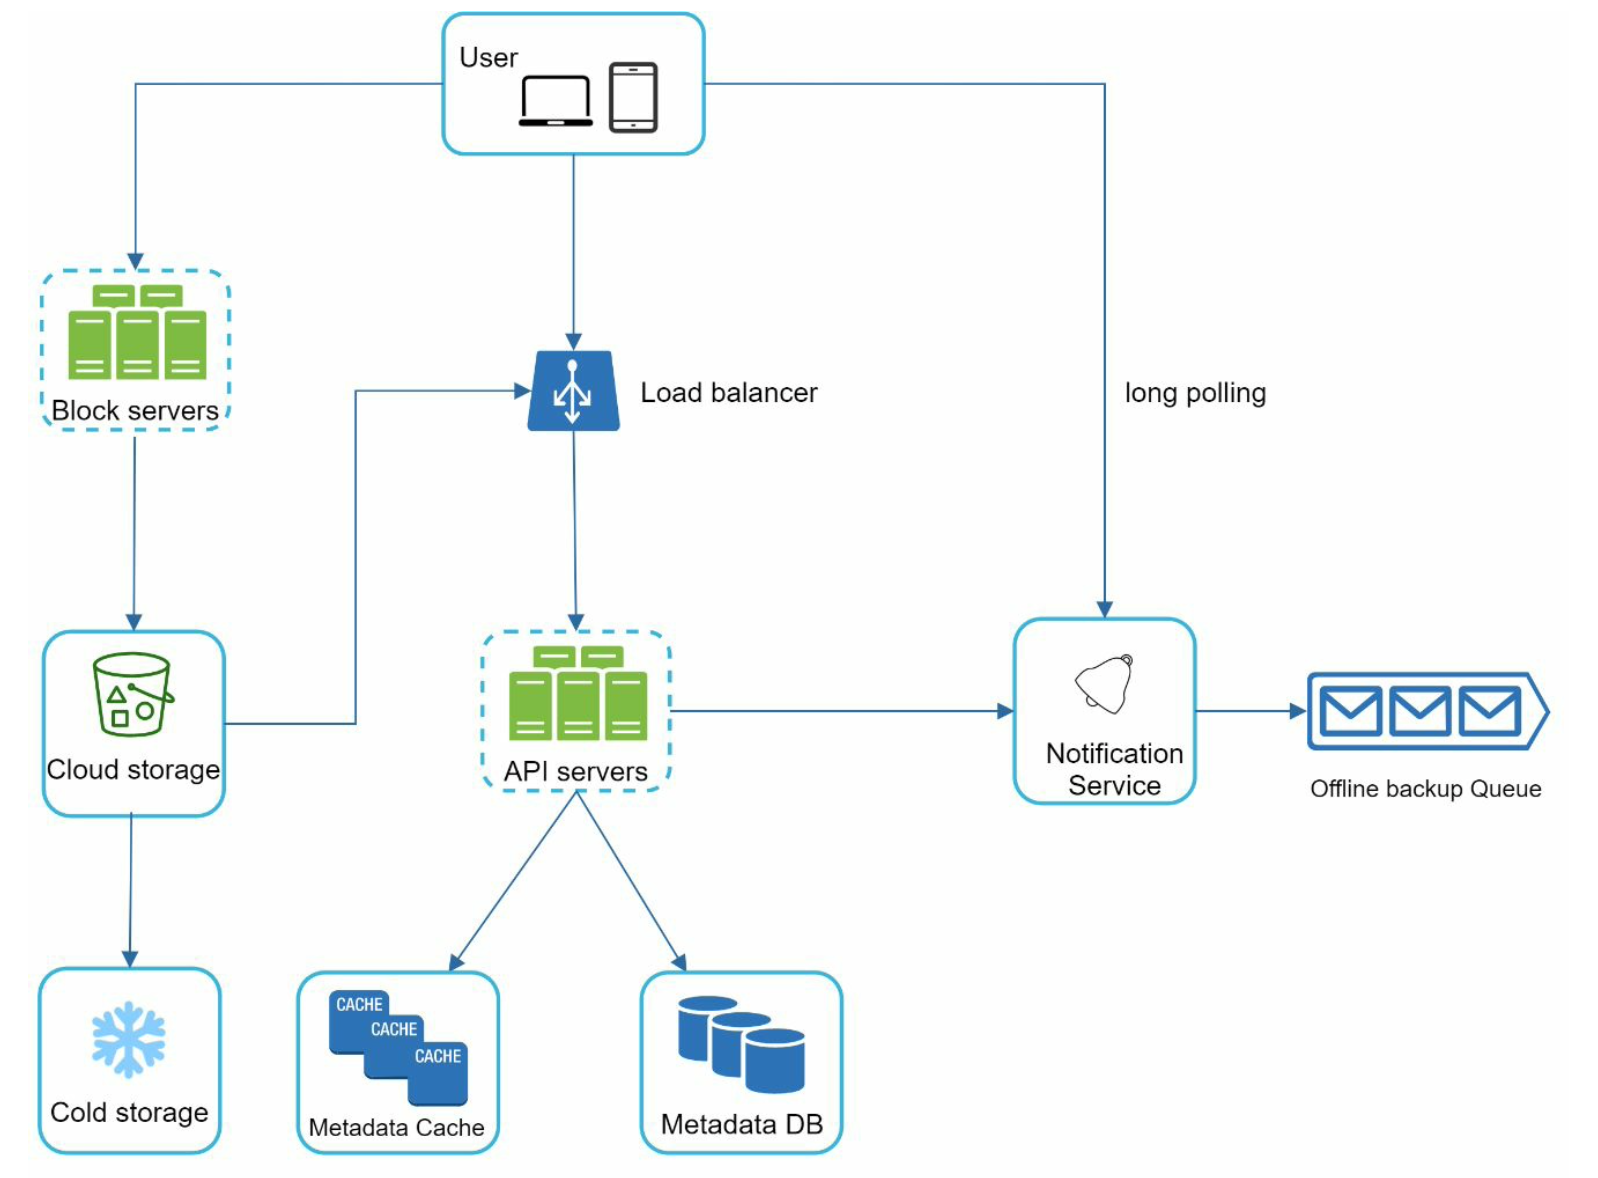 User
Block servers
Load balancer
long polling
Cloud storage
API servers
Notification
Service
Offline backup Queue
Cold storage
CACHE
CACHE
CACHE
Metadata Cache
Metadata DB